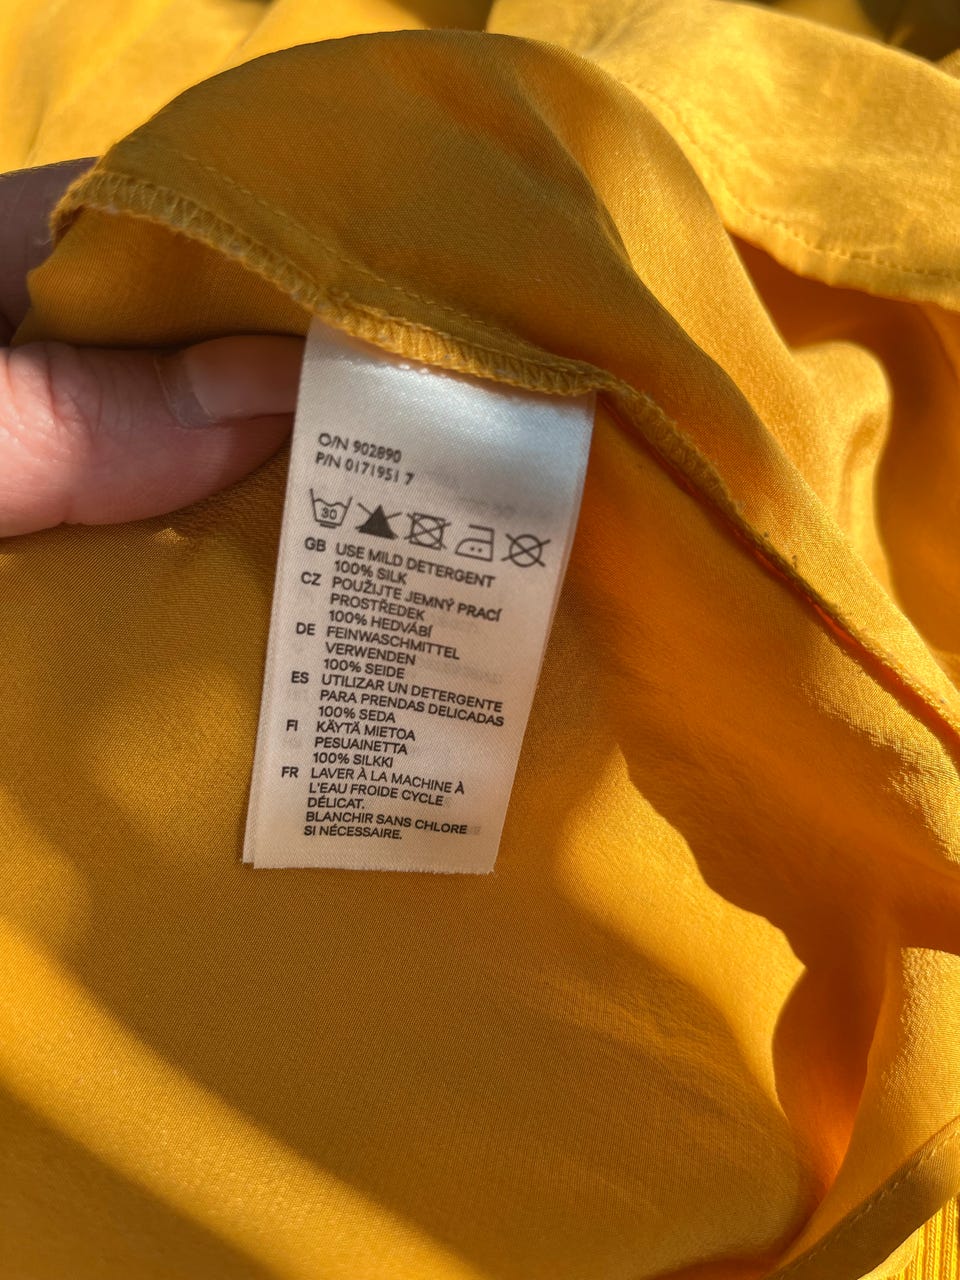 O/N 902890
P/N 0171951 7
30
GB USE MILD DETERGENT
100% SILK
CZ POUŽIJTE JEMNÝ PRACÍ
PROSTŘEDEK
100% HEDVÁBÍ
DE FEINWASCHMITTEL
VERWENDEN
100% SEIDE
ES UTILIZAR UN DETERGENTE
PARA PRENDAS DELICADAS
100% SEDA
FI KÄYTÄ MIETOA
PESUAINETTA
100% SILKKI
FR LAVER À LA MACHINE À
L'EAU FROIDE CYCLE
DÉLICAT.
BLANCHIR SANS CHLORE
SI NÉCESSAIRE.